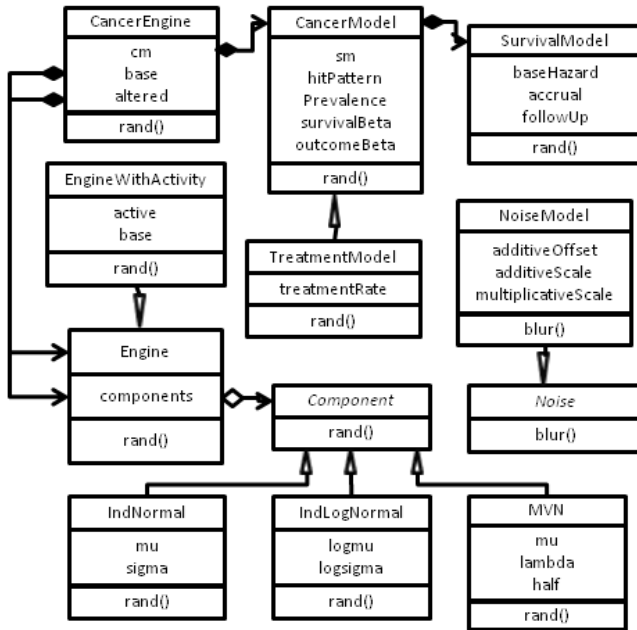 CancerEngine
cm
base
altered
rand()
CancerModel
sm
hitPattern
Prevalence
survivalBeta
outcomeBeta
rand()
SurvivalModel
baseHazard
accrual
followUp
rand()
EngineWithActivity
active
base
rand()
TreatmentModel
treatmentRate
rand()
NoiseModel
additiveOffset
additiveScale
multiplicativeScale
blur()
Engine
components
rand()
Component
rand()
Noise
blur()
IndNormal
mu
sigma
rand()
IndLogNormal
logmu
logsigma
rand()
MVN
mu
lambda
half
rand()